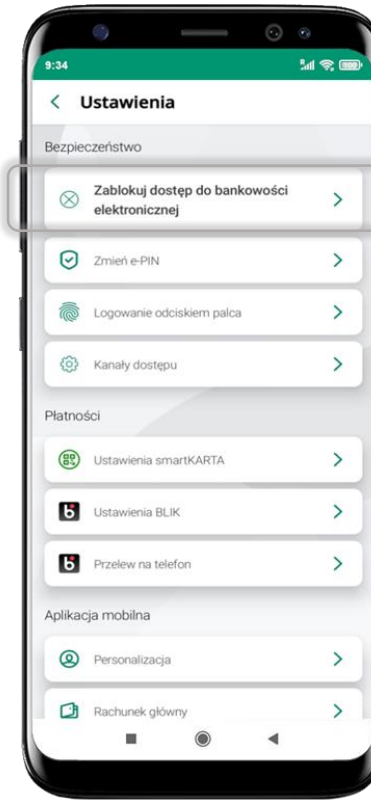 9:34
Ustawienia
Bezpieczeństwo
Zablokuj dostęp do bankowości
elektronicznej
Zmień e-PIN
Logowanie odciskiem palca
Kanały dostępu
Płatności
Ustawienia smartKARTA
Ustawienia BLIK
Przelew na telefon
Aplikacja mobilna
Personalizacja
Rachunek główny